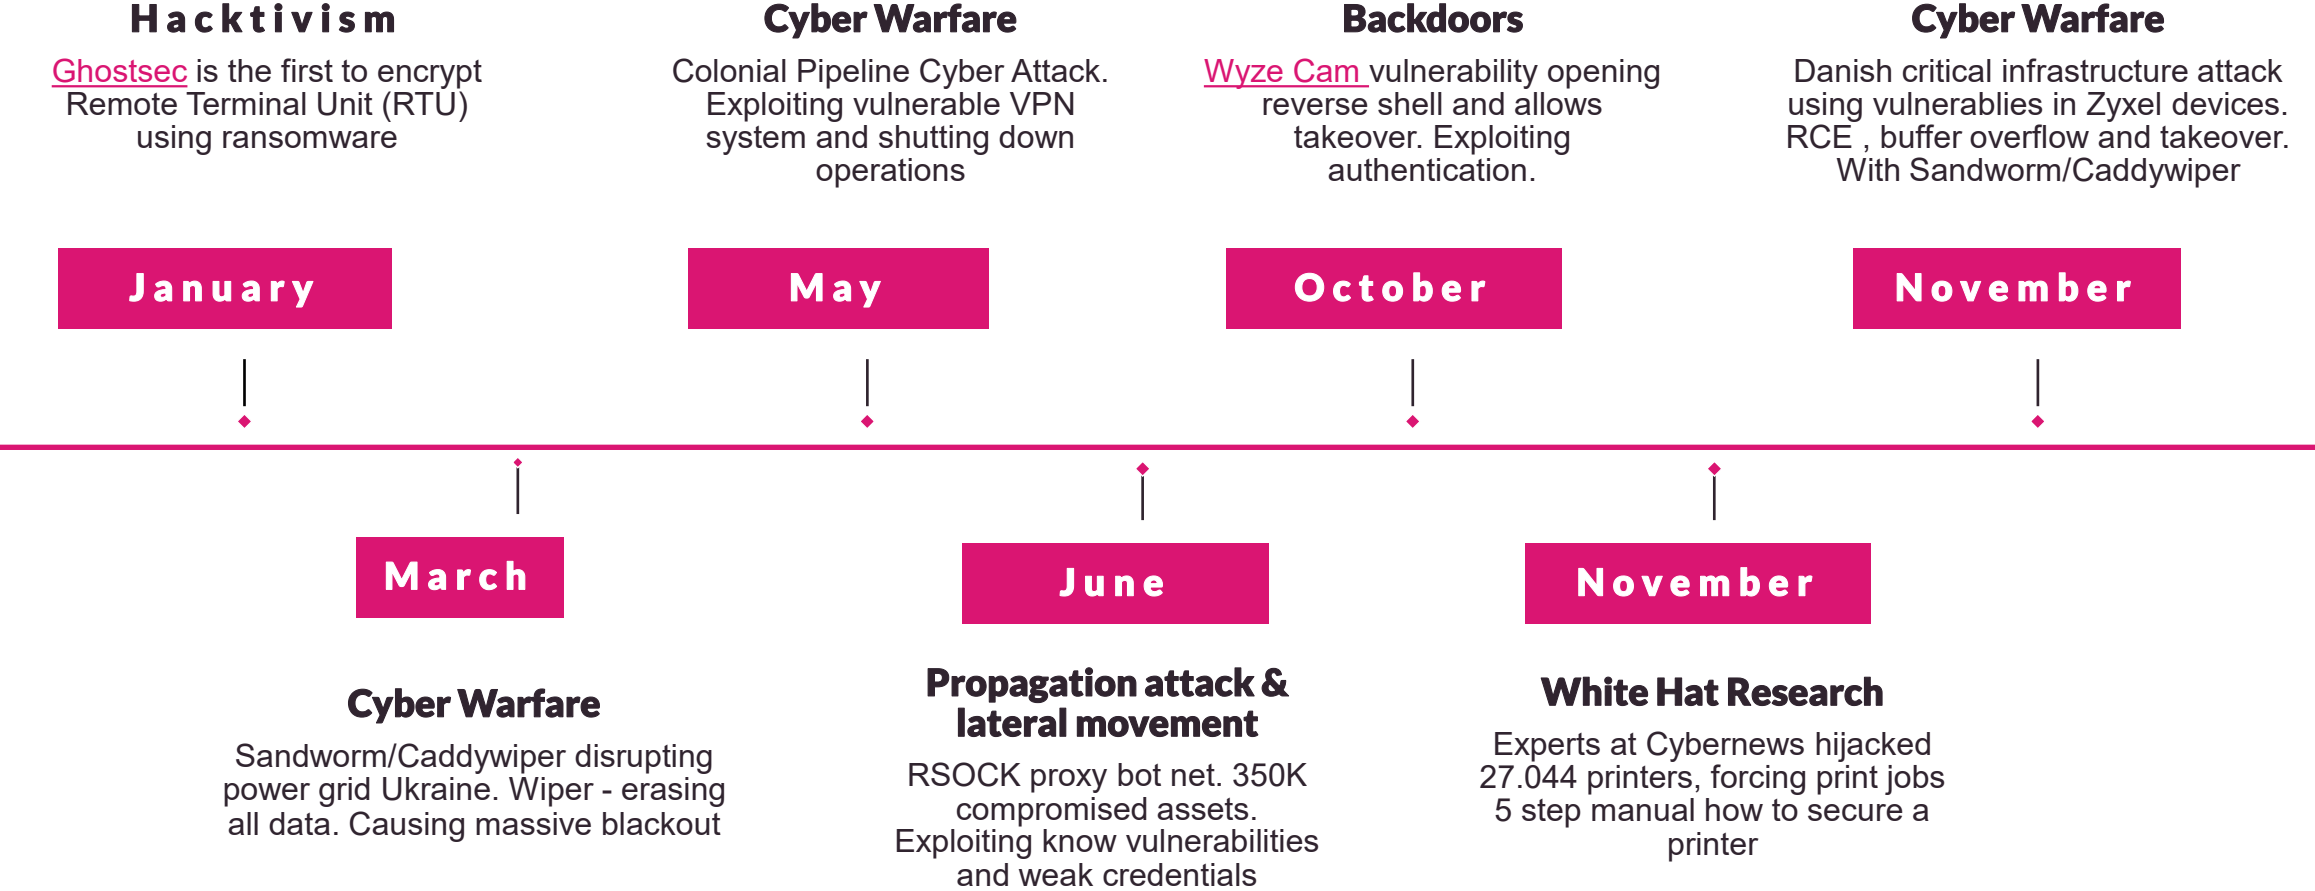 Hacktivism
Ghostsec is the first to encrypt
Remote Terminal Unit (RTU)
using ransomware
January
Cyber Warfare
Colonial Pipeline Cyber Attack.
Exploiting vulnerable VPN
system and shutting down
operations
May
Backdoors
Wyze Cam vulnerability opening
reverse shell and allows
takeover. Exploiting
authentication.
October
Cyber Warfare
Danish critical infrastructure attack
using vulnerablies in Zyxel devices.
RCE , buffer overflow and takeover.
With Sandworm/Caddywiper
November
March
Cyber Warfare
Sandworm/Caddywiper disrupting
power grid Ukraine. Wiper - erasing
all data. Causing massive blackout
June
Propagation attack &
lateral movement
RSOCK proxy bot net. 350K
compromised assets.
Exploiting know vulnerabilities
and weak credentials
November
White Hat Research
Experts at Cybernews hijacked
27.044 printers, forcing print jobs
5 step manual how to secure a
printer